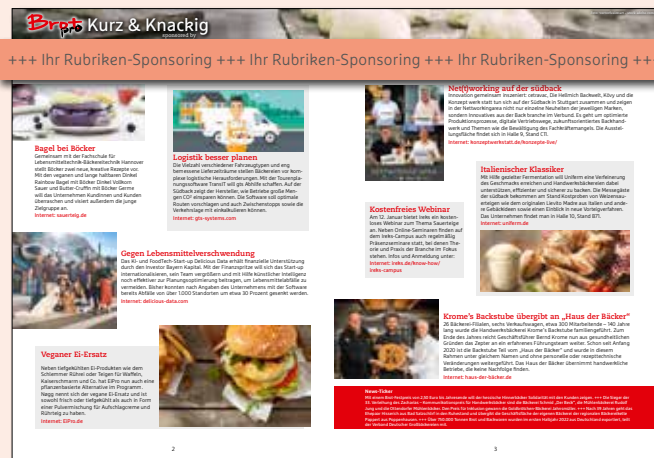 Brot pro Kurz & Knackig
sponsored by
+++ Ihr Rubriken-Sponsoring +++ Ihr Rubriken-Sponsoring +++ Ihr Rubriken-Sponsoring ++
Bagel bei Böcker
Gemeinsam mit der Fachschule für
Lebensmitteltechnik-Bäckereitechnik Hannover
stellt Böcker zwei neue, kreative Rezepte vor.
Mit den veganen und lange haltbaren Dinkel
Rainbow Bagel mit Böcker Dinkel Vollkorn
Sauer und Butter-Cruffin mit Böcker Germe
will das Unternehmen Kunden und Kunden
überraschen und visiert außerdem die junge
Zielgruppe an.
Internet: sauerteig.de
Logistik besser planen
Die Vielzahl verschiedener Fahrzeugtypen und eng
bemessene Lieferzeiträume stellen Bäckereien vor kom-
plexe logistische Herausforderungen. Mit der Tourenpla-
nungssoftware TransIT will gts Abhilfe schaffen. Auf der
Südback zeigt der Hersteller, wie Betriebe große Men-
gen CO² einsparen können. Die Software soll optimale
Routen vorschlagen und auch Zwischenstopps sowie die
Verkehrslage mit einkalkulieren können.
Internet: gts-systems.com
Gegen Lebensmittelverschwendung
Das KI- und FoodTech-Start-up Delicious Data erhält finanzielle Unterstützung
durch den Investor Bayern Kapital. Mit der Finanzspritze will sich das Start-up
internationalisieren, sein Team vergrößern und mit Hilfe künstlicher Intelligenz
noch effektiver zur Planungsoptimierung beitragen, um Lebensmittelabfälle zu
vermeiden. Bisher konnten nach Angaben des Unternehmens mit der Software
bereits Abfälle von über 1.000 Standorten um etwa 30 Prozent gesenkt werden.
Internet: delicious-data.com
Veganer Ei-Ersatz
Neben tiefgekühlten Ei-Produkten wie dem
Schlemmer Rührei oder Teigen für Waffeln,
Kaiserschmarrn und Co. hat EiPro nun auch eine
pflanzenbasierte Alternative im Programm.
Negg nennt sich der vegane Ei-Ersatz und ist
sowohl frisch oder tiefgekühlt als auch in Form
einer Pulvermischung für Aufschlagcreme und
Rührteig zu haben.
Internet: EiPro.de
2
Net(t)working auf der südback
Innovation gemeinsam inszeniert: cetravac, Die Hellmich Backwelt, Kövy und die
Konzept werk statt tun sich auf der Südback in Stuttgart zusammen und zeigen
in der Networkingarea nicht nur einzelne Neuheiten der jeweiligen Marken,
sondern Innovatives aus der Back branche im Verbund. Es geht um optimierte
Produktionsprozesse, digitale Vertriebswege, zukunftsorientiertes Backhand-
werk und Themen wie die Bewältigung des Fachkräftemangels. Die Ausstel-
lungsfläche findet sich in Halle 9, Stand C11.
Internet: konzeptwerkstatt.de/konzepte-live/
Kostenfreies Webinar
Am 12. Januar bietet Ireks ein kosten-
loses Webinar zum Thema Sauerteige
an. Neben Online-Seminaren finden auf
dem Ireks-Campus auch regelmäßig
Präsenzseminare statt, bei denen The-
orie und Praxis der Branche im Fokus
stehen. Infos und Anmeldung unter:
Internet: ireks.de/know-how/
ireks-campus
Italienischer Klassiker
Mit Hilfe gezielter Fermentation will Uniferm eine Verfeinerung
des Geschmacks erreichen und Handwerksbäckereien dabei
unterstützen, effizienter und sicherer zu backen. Die Messegäste
der südback bekommen am Stand Kostproben von Weizensau-
erteigen wie dem originalen Lievito Madre aus Italien und ande-
re Gebäckideen sowie einen Einblick in neue Vorteigverfahren.
Das Unternehmen findet man in Halle 10, Stand B71.
Internet: uniferm.de
Krome's Backstube übergibt an „Haus der Bäcker“
26 Bäckerei-Filialen, sechs Verkaufswagen, etwa 300 Mitarbeitende – 140 Jahre
lang wurde die Handwerksbäckerei Krome's Backstube familiengeführt. Zum
Ende des Jahres reicht Geschäftsführer Bernd Krome nun aus gesundheitlichen
Gründen das Zepter an ein erfahrenes Führungsteam weiter. Schon seit Anfang
2020 ist die Backstube Teil vom „Haus der Bäcker“ und wurde in diesem
Rahmen unter gleichem Namen und ohne personelle oder rezepttechnische
Veränderungen weitergeführt. Das Haus der Bäcker übernimmt handwerkliche
Betriebe, die keine Nachfolge finden.
Internet: haus-der-bäcker.de
News-Ticker
3